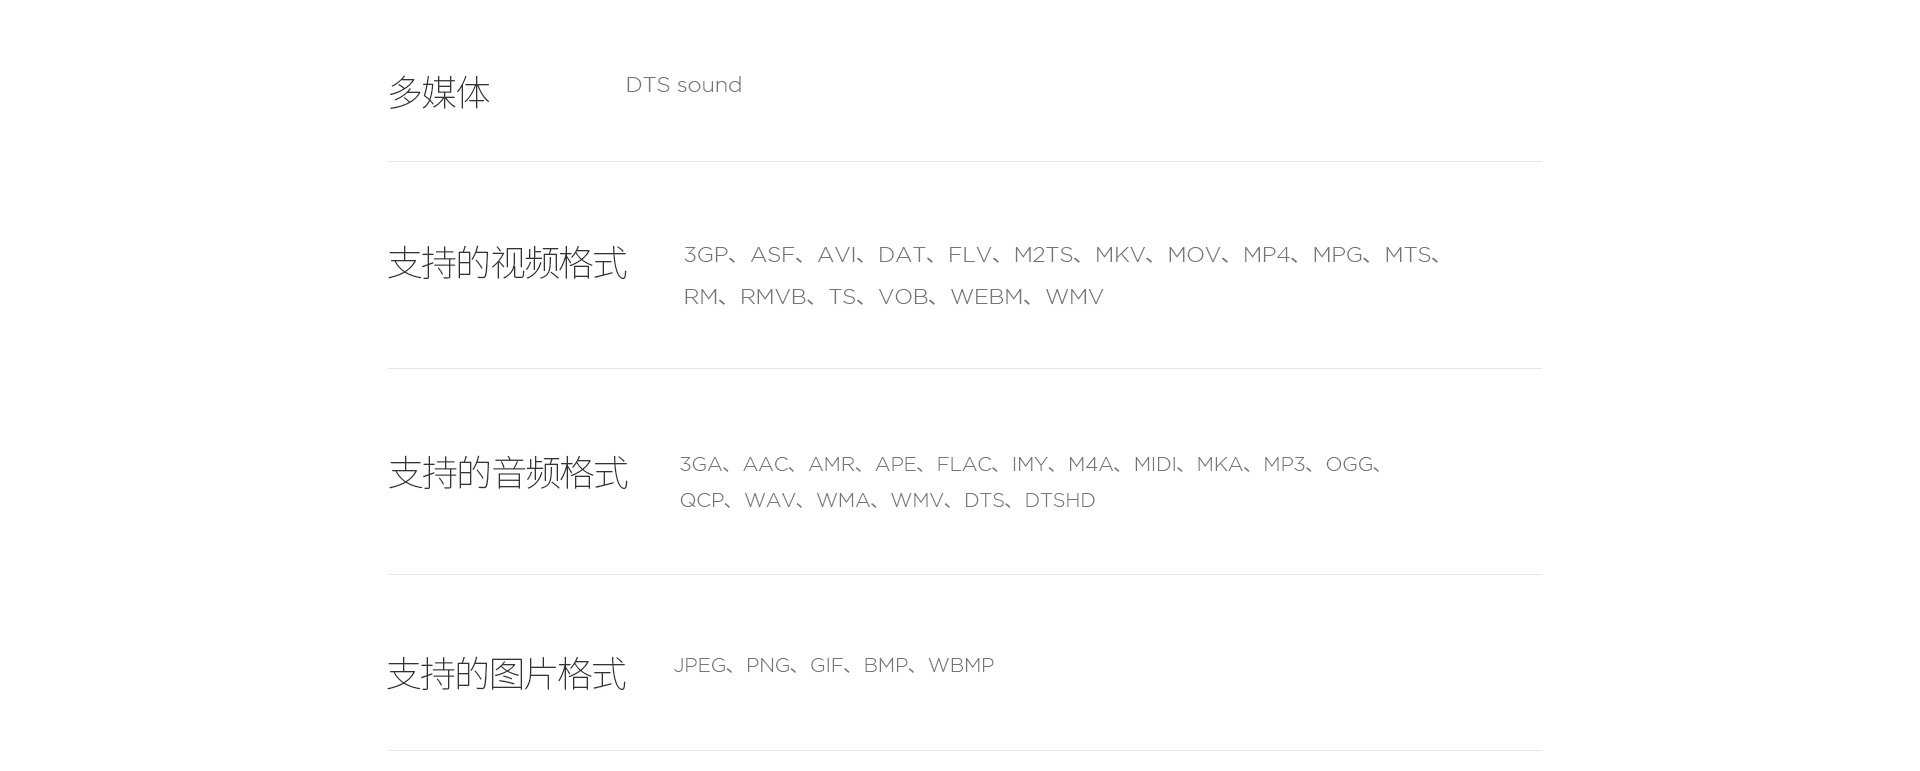 多媒体 DTS sound
支持的视频格式 3GP、ASF、AVI、DAT、FLV、M2TS、MKV、MOV、MP4、MPG、MTS、
RM、RMVB、TS、VOB、WEBM、WMV
支持的音频格式 3GA、AAC、AMR、APE、FLAC、IMY、M4A、MIDI、MKA、MP3、OGG、
QCP、WAV、WMA、WMV、DTS、DTSHD
支持的图片格式 JPEG、PNG、GIF、BMP、WBMP